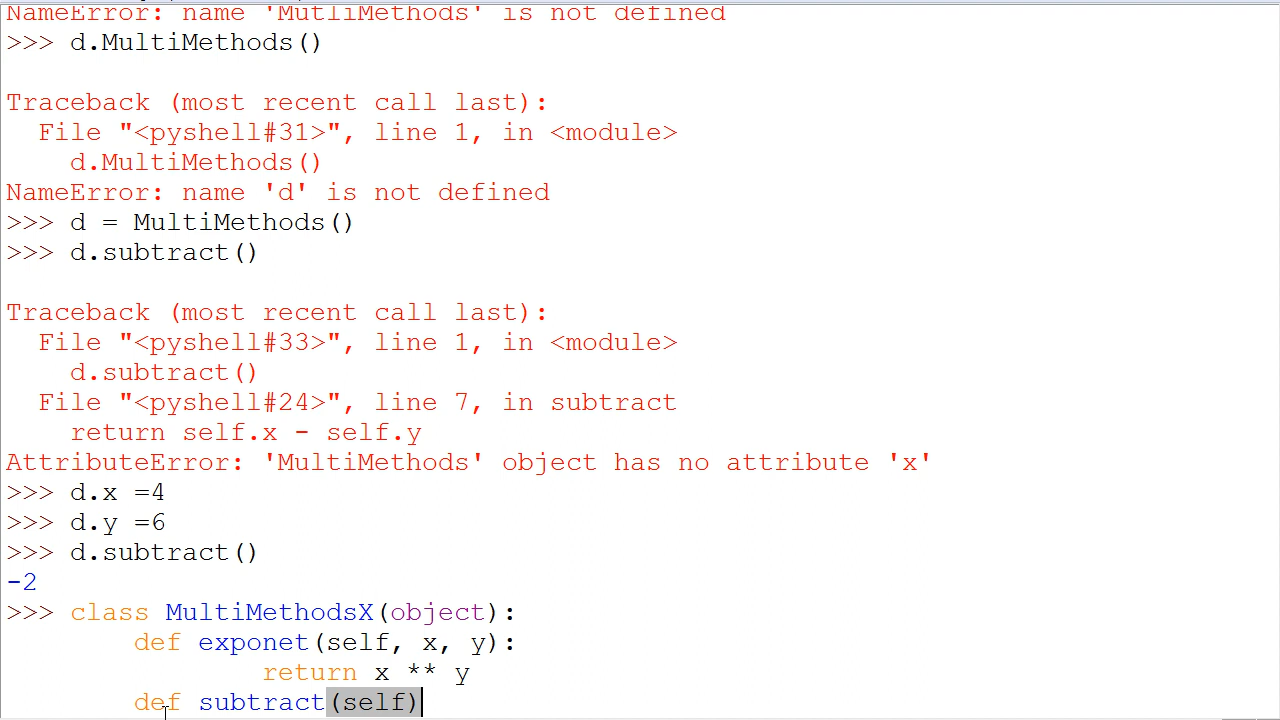 NameError: name 'MutliMethods' is not defined
>>> d.MultiMethods()
Traceback (most recent call last):
  File "<pyshell#31>", line 1, in <module>
    d.MultiMethods()
NameError: name 'd' is not defined
>>> d = MultiMethods()
>>> d.subtract()
Traceback (most recent call last):
  File "<pyshell#33>", line 1, in <module>
    d.subtract()
  File "<pyshell#24>", line 7, in subtract
    return self.x - self.y
AttributeError: 'MultiMethods' object has no attribute 'x'
>>> d.x =4
>>> d.y =6
>>> d.subtract()
-2
>>> class MultiMethodsX(object):
        def exponet(self, x, y):
                return x ** y
        def subtract(self)